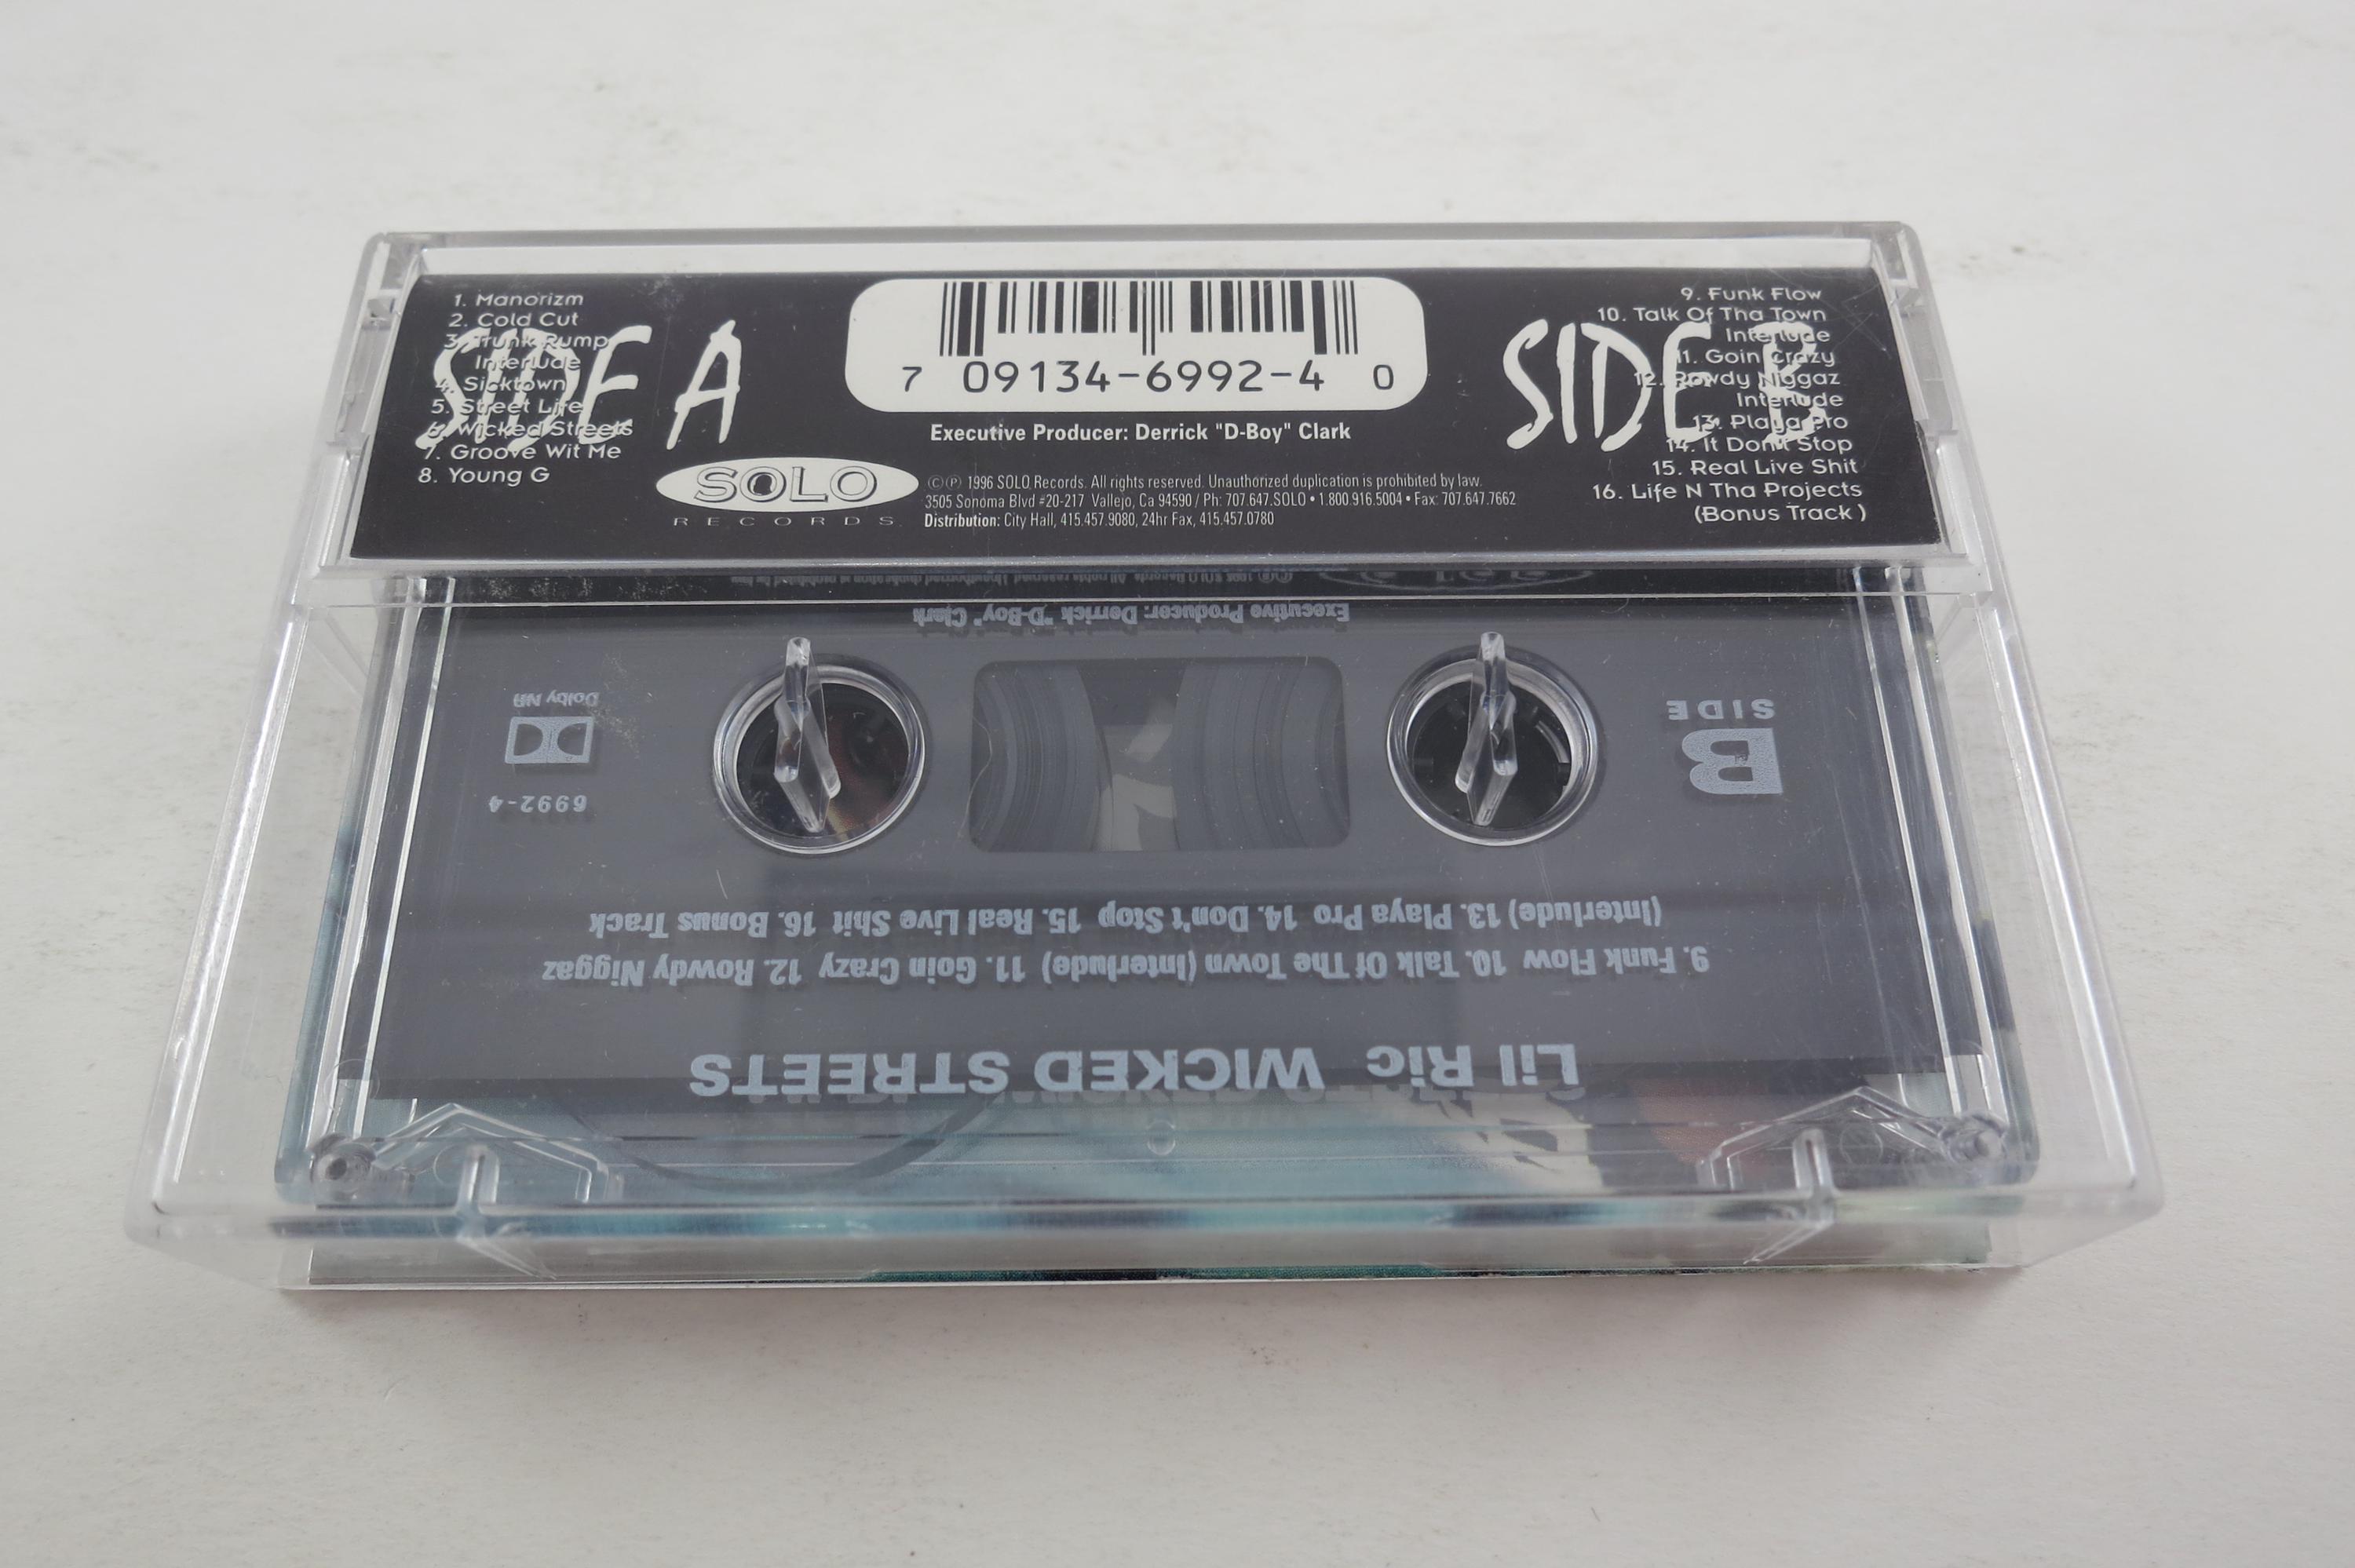 1. Manorizm
2. Cold Cut
3. Trunk Rump
Interlude
4. Sicktown
5. Street Life
6. Wicked Streets
7. Groove Wit Me
8. Young G
SIDE A
7 09134-6992-4 0
Executive Producer: Derrick "D-Boy" Clark
SOLO
RECORDS
©℗ 1996 SOLO Records. All rights reserved. Unauthorized duplication is prohibited by law.
3505 Sonoma Blvd #20-217 Vallejo, Ca 94590 / Ph: 707.647.SOLO • 1.800.916.5004 • Fax: 707.647.7662
Distribution: City Hall, 415.457.9080, 24hr Fax, 415.457.0780
SIDE B
9. Funk Flow
10. Talk Of Tha Town
Interlude
11. Goin Crazy
12. Rowdy Niggaz
Interlude
13. Playa Pro
14. It Don't Stop
15. Real Live Shit
16. Life N Tha Projects
(Bonus Track)
Executive Producer: Derrick "D-Boy" Clark
Lil Ric WICKED STREETS
9. Funk Flow 10. Talk Of The Town (Interlude) 11. Goin Crazy 12. Rowdy Niggaz
(Interlude) 13. Playa Pro 14. Don't Stop 15. Real Live Shit 16. Bonus Track
B
SIDE
6992-4
Dolby NR